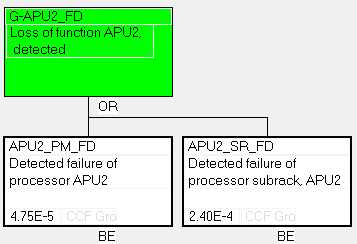 G-APU2_FD
Loss of function APU2,
detected
OR
APU2_PM_FD
Detected failure of
processor APU2
4.75E-5 CCF Gro
BE
APU2_SR_FD
Detected failure of
processor subrack, APU2
2.40E-4 CCF Gro
BE